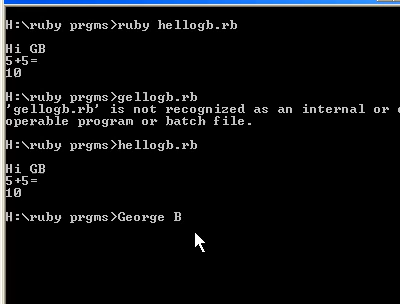 H:\ruby prgms>ruby hellogb.rb
Hi GB
5+5=
10
H:\ruby prgms>gellogb.rb
'gellogb.rb' is not recognized as an internal or
operable program or batch file.
H:\ruby prgms>hellogb.rb
Hi GB
5+5=
10
H:\ruby prgms>George B